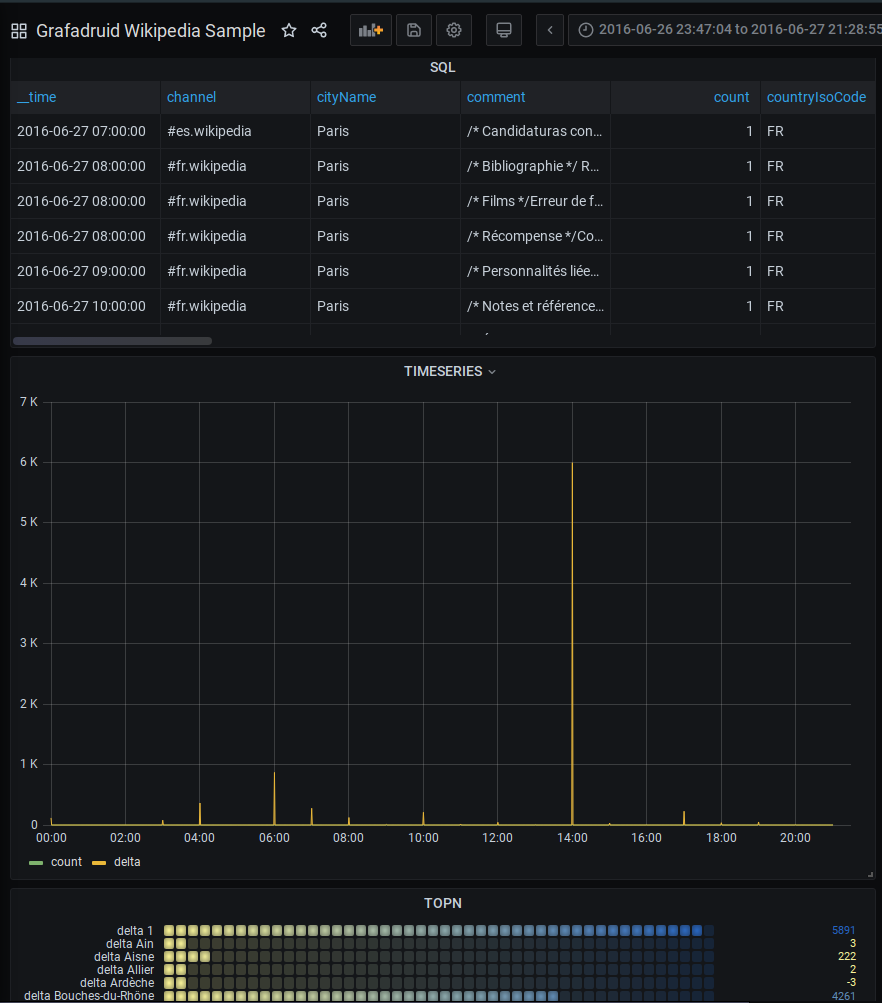 Grafadruid Wikipedia Sample 2016-06-26 23:47:04 to 2016-06-27 21:28:55
SQL
__time channel cityName comment count countryIsoCode
2016-06-27 07:00:00 #es.wikipedia Paris /* Candidaturas con… 1 FR
2016-06-27 08:00:00 #fr.wikipedia Paris /* Bibliographie */ R… 1 FR
2016-06-27 08:00:00 #fr.wikipedia Paris /* Films */Erreur de f… 1 FR
2016-06-27 08:00:00 #fr.wikipedia Paris /* Récompense */Co… 1 FR
2016-06-27 09:00:00 #fr.wikipedia Paris /* Personnalités liée… 1 FR
2016-06-27 10:00:00 #fr.wikipedia Paris /* Notes et référence… 1 FR
TIMESERIES
7 K
6 K
5 K
4 K
3 K
2 K
1 K
0
00:00 02:00 04:00 06:00 08:00 10:00 12:00 14:00 16:00 18:00 20:00
count delta
TOPN
delta 1 5891
delta Ain 3
delta Aisne 222
delta Allier 2
delta Ardèche -3
delta Bouches-du-Rhône 4261